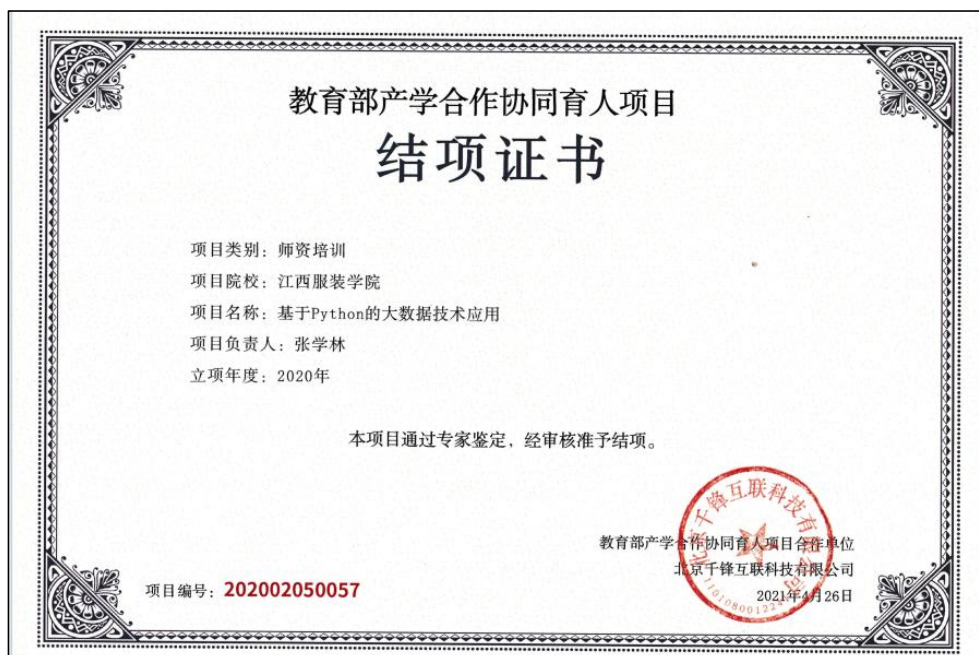 教育部产学合作协同育人项目
结项证书
项目类别：师资培训
项目院校：江西服装学院
项目名称：基于Python的大数据技术应用
项目负责人：张学林
立项年度：2020年
本项目通过专家鉴定，经审核准予结项。
教育部产学合作协同育人项目合作单位
北京千锋互联科技有限公司
2021年4月26日
项目编号：202002050057
北京千锋互联科技有限公司